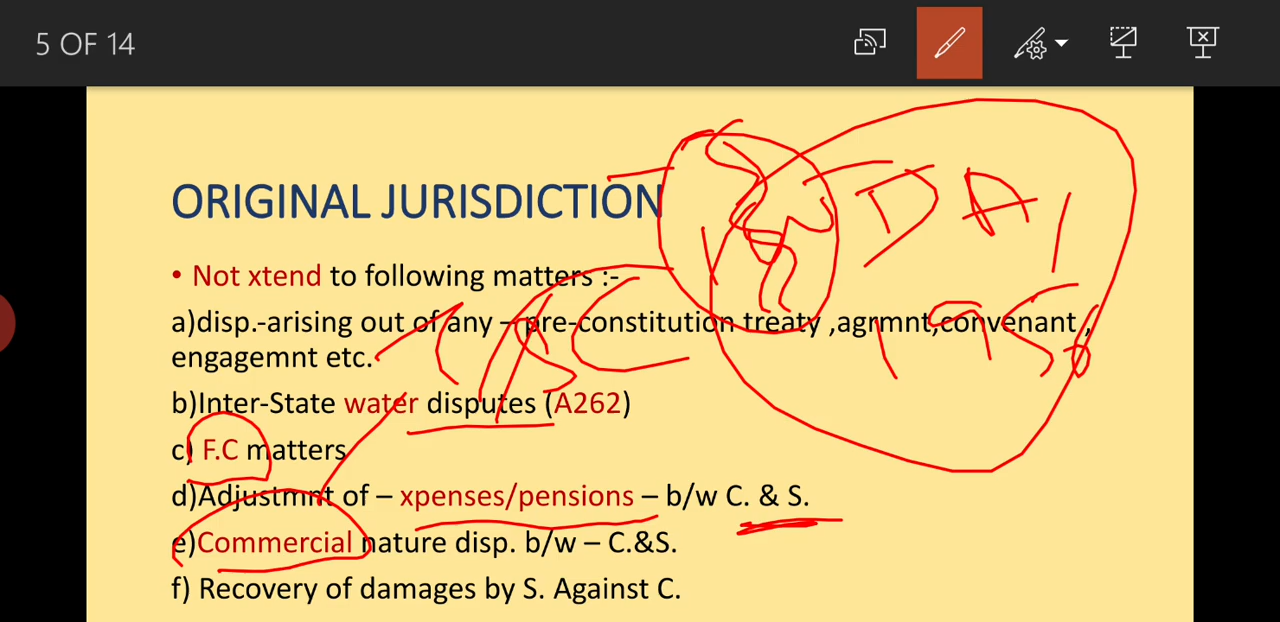 5 OF 14
ORIGINAL JURISDICTION
• Not xtend to following matters :-
a)disp.-arising out of any – pre-constitution treaty ,agrmnt,convenant ,
engagemnt etc.
b)Inter-State water disputes (A262)
c) F.C matters
d)Adjustmnt of – xpenses/pensions – b/w C. & S.
e)Commercial nature disp. b/w – C.&S.
f) Recovery of damages by S. Against C.